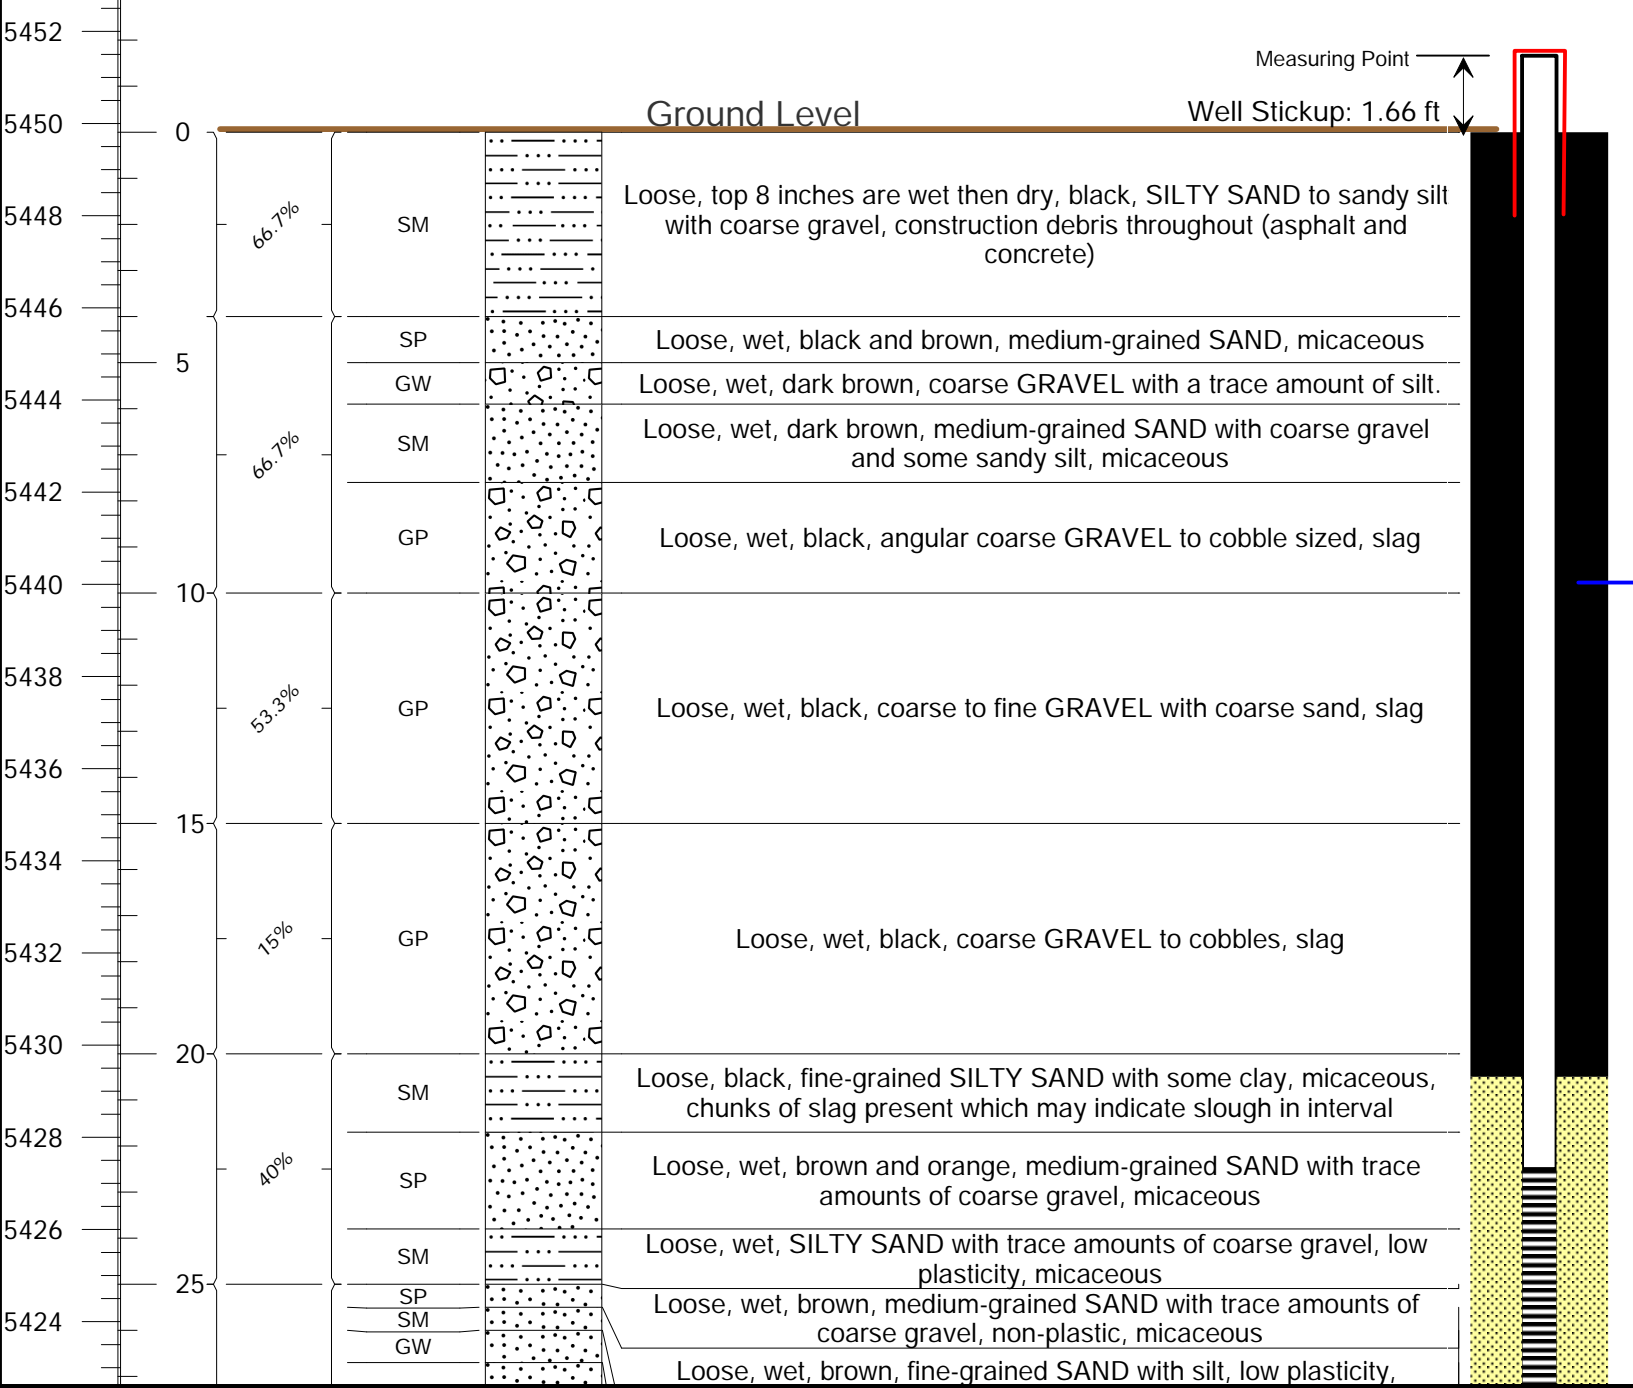 5452
Measuring Point
Ground Level
Well Stickup: 1.66 ft
5450
0
5448
66.7%
SM
Loose, top 8 inches are wet then dry, black, SILTY SAND to sandy silt
with coarse gravel, construction debris throughout (asphalt and
concrete)
5446
SP
Loose, wet, black and brown, medium-grained SAND, micaceous
5
GW
Loose, wet, dark brown, coarse GRAVEL with a trace amount of silt.
5444
66.7%
SM
Loose, wet, dark brown, medium-grained SAND with coarse gravel
and some sandy silt, micaceous
5442
GP
Loose, wet, black, angular coarse GRAVEL to cobble sized, slag
5440
10
5438
53.3%
GP
Loose, wet, black, coarse to fine GRAVEL with coarse sand, slag
5436
15
5434
15%
GP
Loose, wet, black, coarse GRAVEL to cobbles, slag
5432
5430
20
SM
Loose, black, fine-grained SILTY SAND with some clay, micaceous,
chunks of slag present which may indicate slough in interval
5428
40%
SP
Loose, wet, brown and orange, medium-grained SAND with trace
amounts of coarse gravel, micaceous
5426
SM
Loose, wet, SILTY SAND with trace amounts of coarse gravel, low
plasticity, micaceous
25
SP
Loose, wet, brown, medium-grained SAND with trace amounts of
coarse gravel, non-plastic, micaceous
5424
SM
GW
Loose, wet, brown, fine-grained SAND with silt, low plasticity,